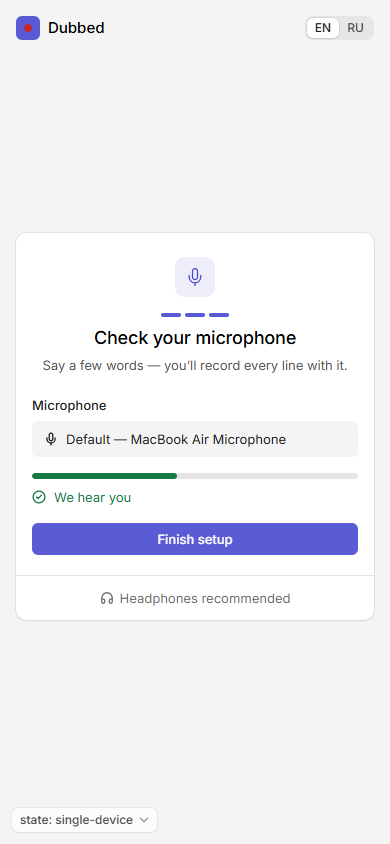 Dubbed
EN RU
Check your microphone
Say a few words — you’ll record every line with it.
Microphone
Default — MacBook Air Microphone
We hear you
Finish setup
Headphones recommended
state: single-device